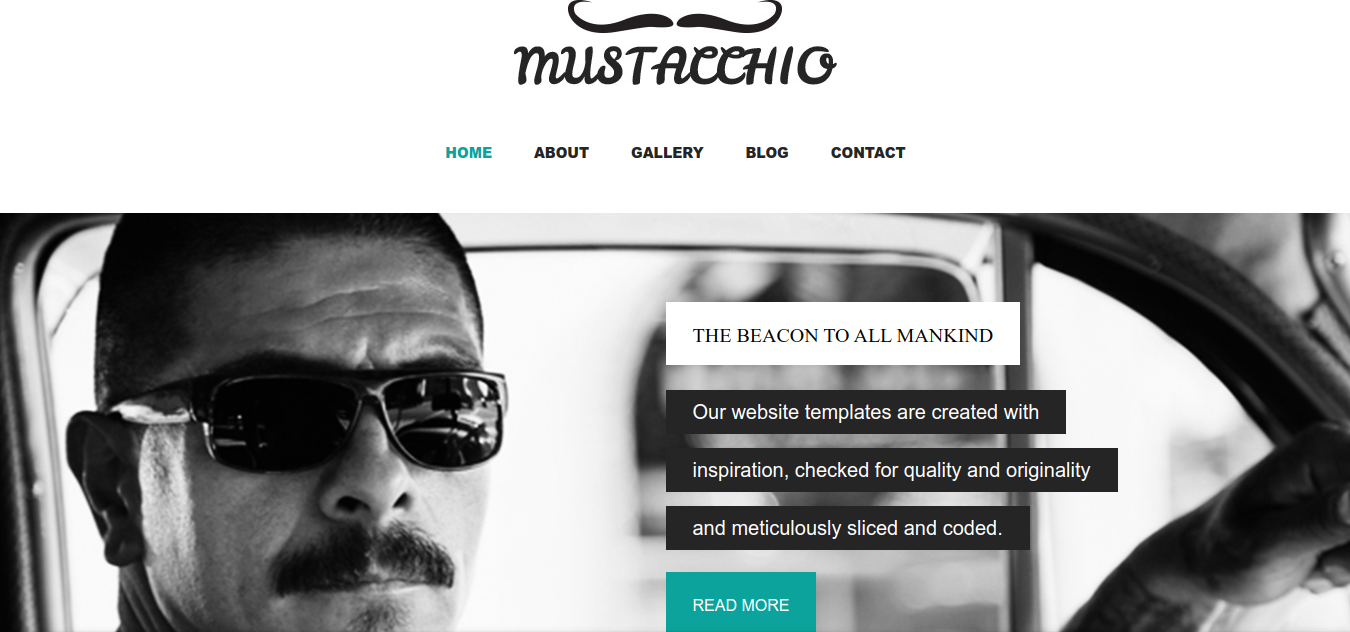 MUSTACCHIO
HOME ABOUT GALLERY BLOG CONTACT
THE BEACON TO ALL MANKIND
Our website templates are created with
inspiration, checked for quality and originality
and meticulously sliced and coded.
READ MORE